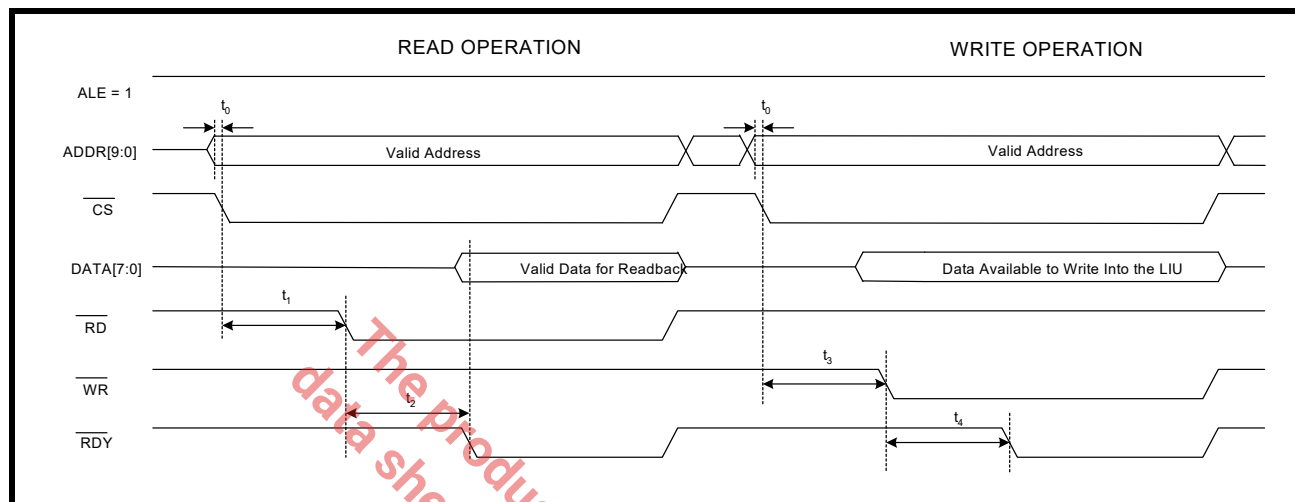 READ OPERATION WRITE OPERATION
ALE = 1
t0 t0
ADDR[9:0] Valid Address Valid Address
CS
DATA[7:0] Valid Data for Readback Data Available to Write Into the LIU
t1
RD
t3
WR
t2
t4
RDY
The produ
data she